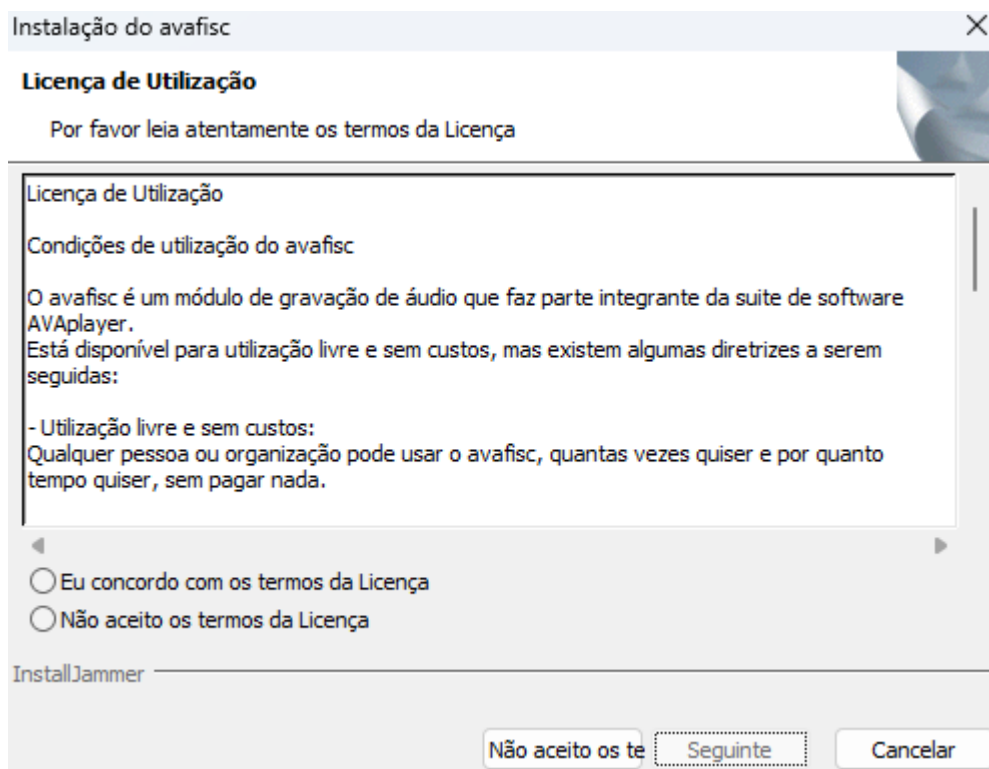 Instalação do avafisc
Licença de Utilização
Por favor leia atentamente os termos da Licença
Licença de Utilização
Condições de utilização do avafisc
O avafisc é um módulo de gravação de áudio que faz parte integrante da suite de software
AVAplayer.
Está disponível para utilização livre e sem custos, mas existem algumas diretrizes a serem
seguidas:
- Utilização livre e sem custos:
Qualquer pessoa ou organização pode usar o avafisc, quantas vezes quiser e por quanto
tempo quiser, sem pagar nada.
Eu concordo com os termos da Licença
Não aceito os termos da Licença
InstallJammer
Não aceito os te
Seguinte
Cancelar